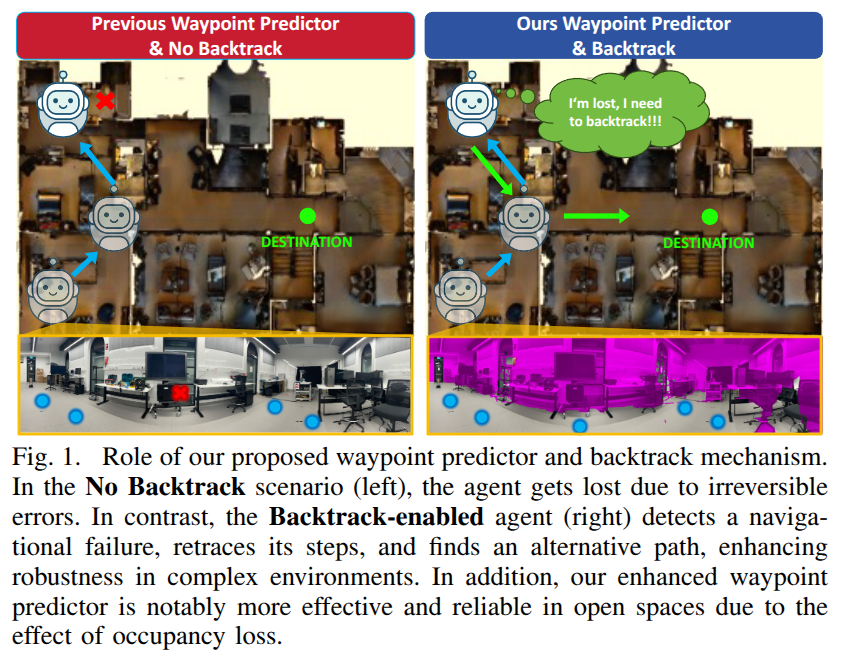 Previous Waypoint Predictor
& No Backtrack
Ours Waypoint Predictor
& Backtrack
I'm lost, I need
to backtrack!!!
DESTINATION
DESTINATION
Fig. 1. Role of our proposed waypoint predictor and backtrack mechanism.
In the No Backtrack scenario (left), the agent gets lost due to irreversible
errors. In contrast, the Backtrack-enabled agent (right) detects a naviga-
tional failure, retraces its steps, and finds an alternative path, enhancing
robustness in complex environments. In addition, our enhanced waypoint
predictor is notably more effective and reliable in open spaces due to the
effect of occupancy loss.